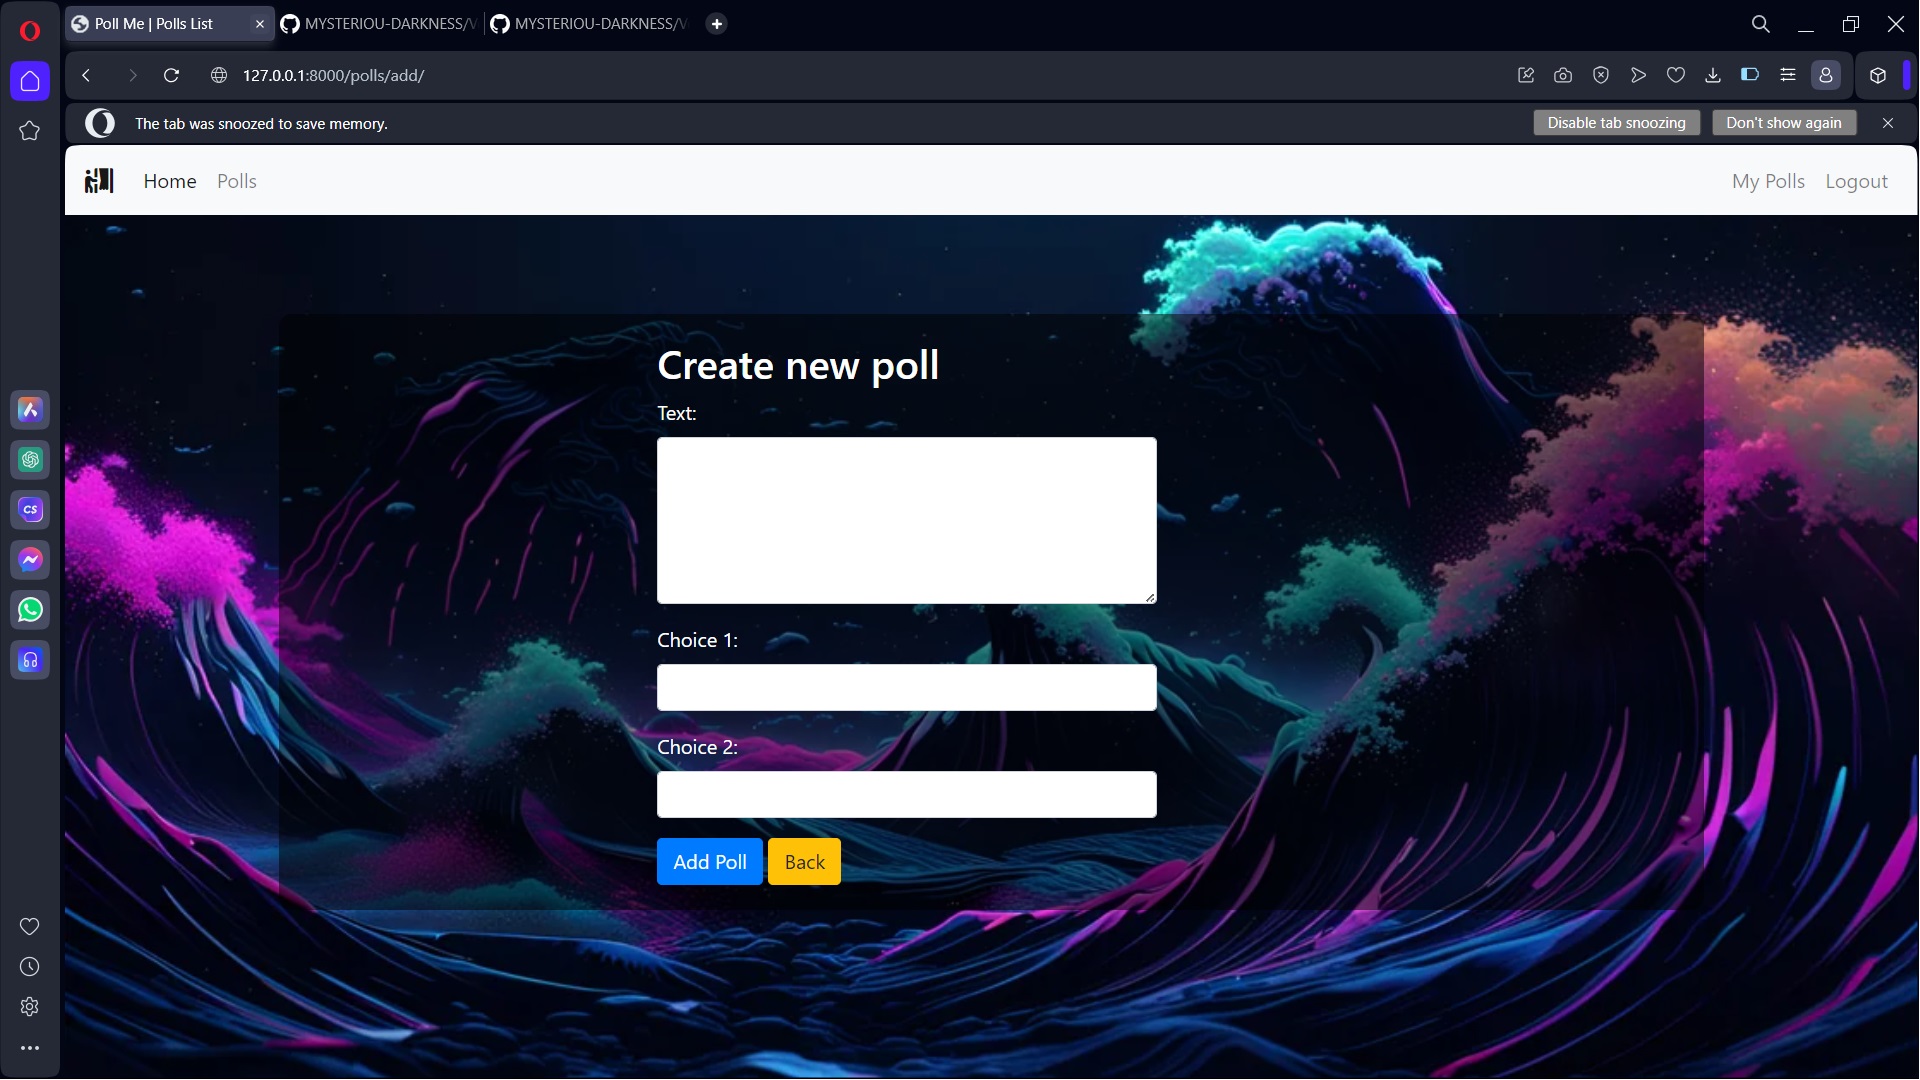 Poll Me | Polls List
MYSTERIOU-DARKNESS/V
MYSTERIOU-DARKNESS/V
127.0.0.1:8000/polls/add/
The tab was snoozed to save memory.
Disable tab snoozing
Don't show again
Home
Polls
My Polls
Logout
Create new poll
Text:
CS
Choice 1:
Choice 2:
Add Poll
Back